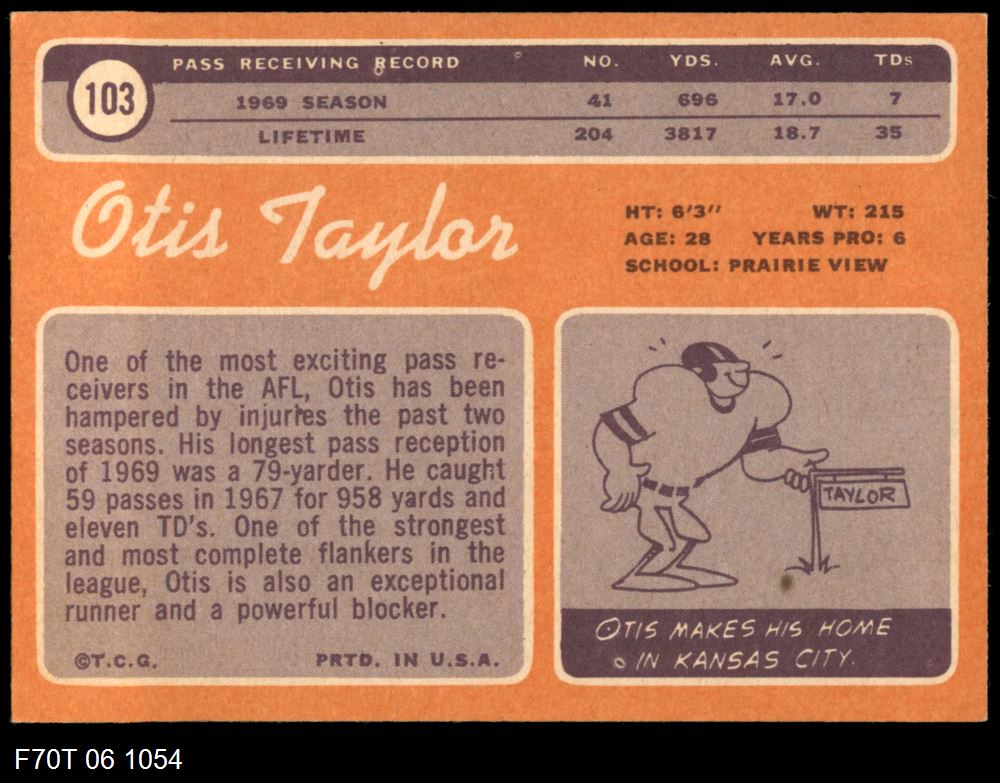 103
PASS RECEIVING RECORD NO. YDS. AVG. TDs
1969 SEASON 41 696 17.0 7
LIFETIME 204 3817 18.7 35
Otis Taylor
HT: 6'3" WT: 215
AGE: 28 YEARS PRO: 6
SCHOOL: PRAIRIE VIEW
One of the most exciting pass re-
ceivers in the AFL, Otis has been
hampered by injuries the past two
seasons. His longest pass reception
of 1969 was a 79-yarder. He caught
59 passes in 1967 for 958 yards and
eleven TD's. One of the strongest
and most complete flankers in the
league, Otis is also an exceptional
runner and a powerful blocker.
©T.C.G. PRTD. IN U.S.A.
TAYLOR
OTIS MAKES HIS HOME
IN KANSAS CITY.
F70T 06 1054